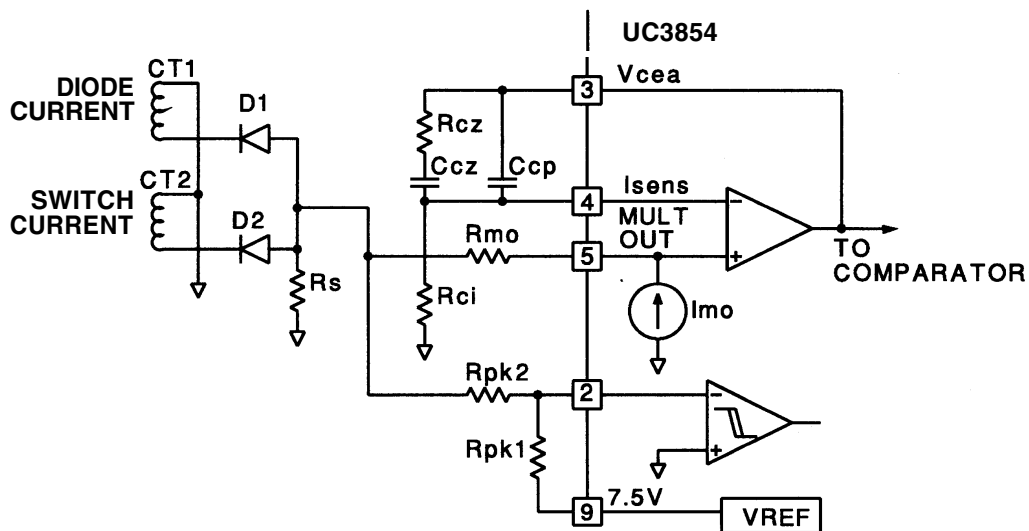 UC3854
CT1
DIODE
CURRENT
D1
3
Vcea
Rcz
Ccz
Ccp
CT2
SWITCH
CURRENT
D2
4
Isens
−
MULT
OUT
Rmo
5
+
TO
COMPARATOR
Rs
Rci
Imo
Rpk2
2
−
Rpk1
+
9
7.5V
VREF